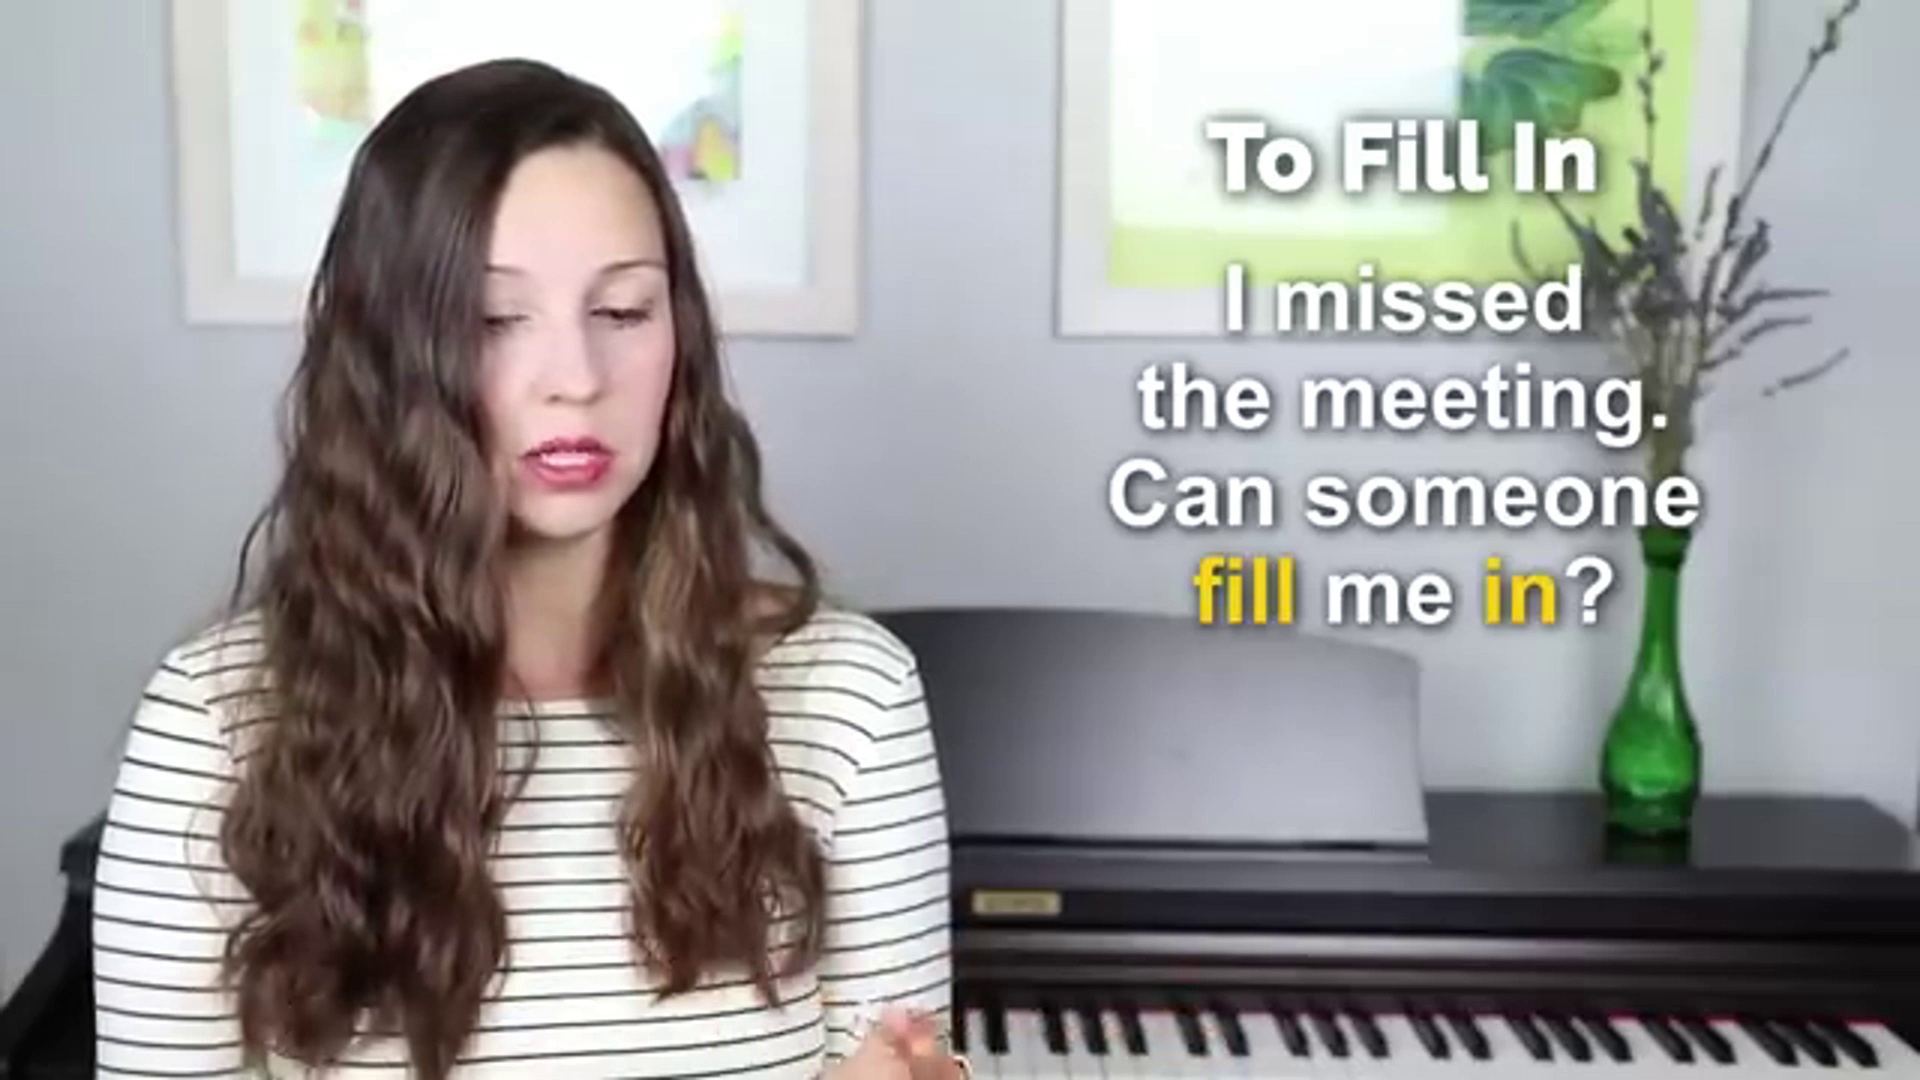 To Fill In
I missed
the meeting.
Can someone
fill me in?